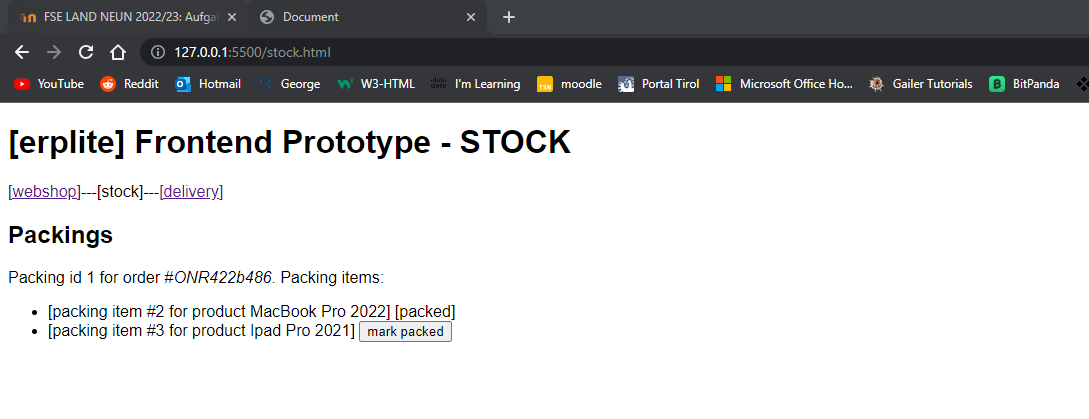 FSE LAND NEUN 2022/23: Aufga
Document
127.0.0.1:5500/stock.html
YouTube Reddit Hotmail George W3-HTML I'm Learning moodle Portal Tirol Microsoft Office Ho... Gailer Tutorials BitPanda
[erplite] Frontend Prototype - STOCK
[webshop]---[stock]---[delivery]
Packings
Packing id 1 for order #ONR422b486. Packing items:
• [packing item #2 for product MacBook Pro 2022] [packed]
• [packing item #3 for product Ipad Pro 2021] mark packed